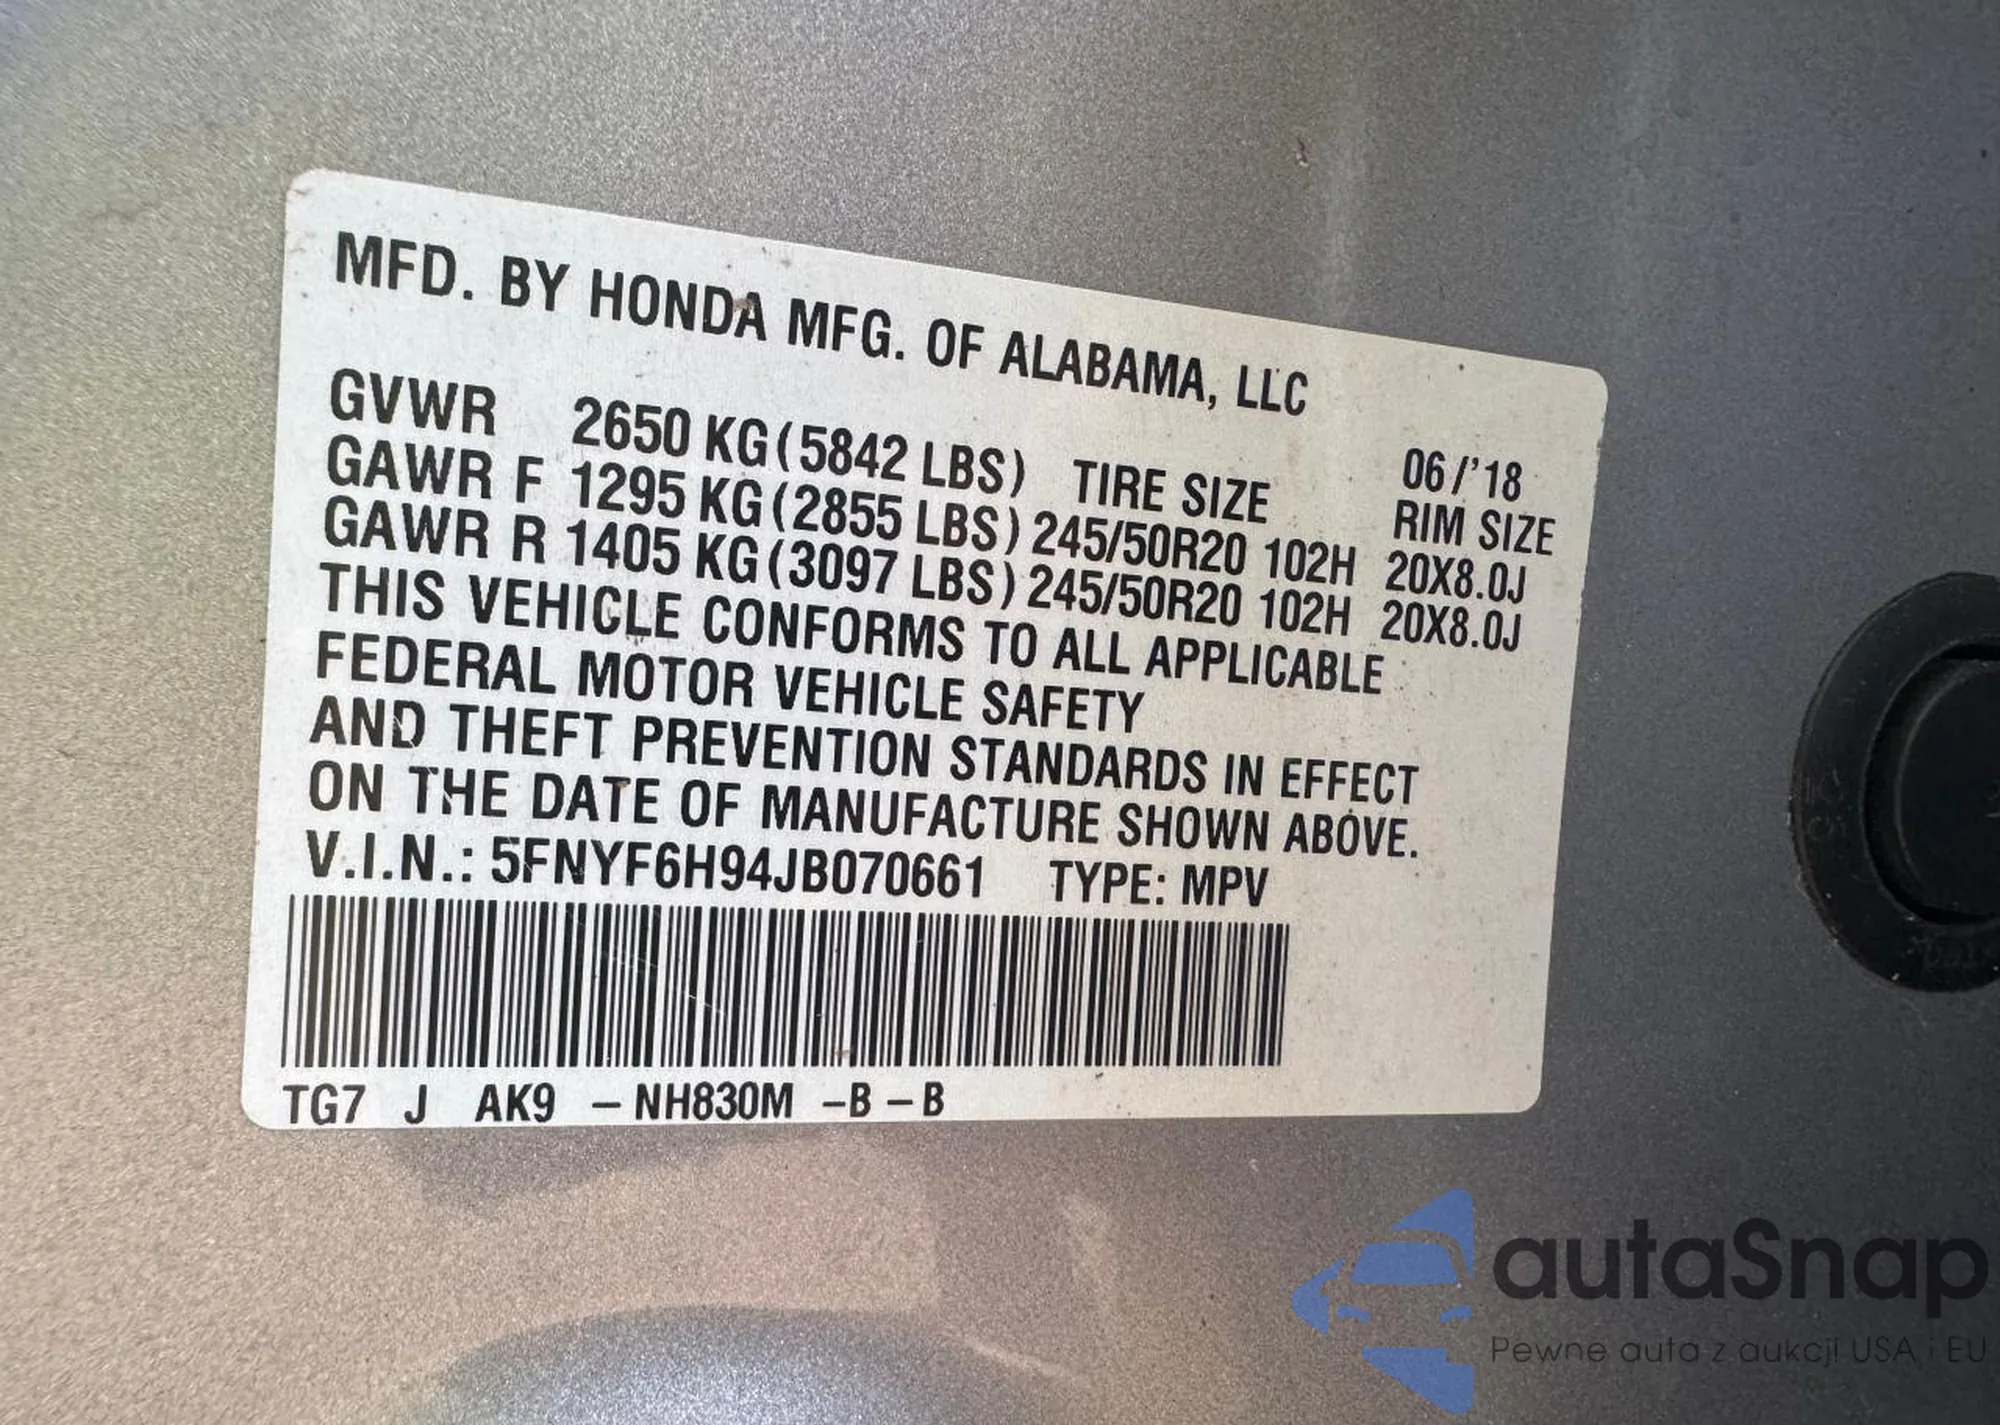 MFD. BY HONDA MFG. OF ALABAMA, LLC
06/'18
GVWR 2650 KG(5842 LBS) TIRE SIZE RIM SIZE
GAWR F 1295 KG(2855 LBS) 245/50R20 102H 20X8.0J
GAWR R 1405 KG(3097 LBS) 245/50R20 102H 20X8.0J
THIS VEHICLE CONFORMS TO ALL APPLICABLE
FEDERAL MOTOR VEHICLE SAFETY
AND THEFT PREVENTION STANDARDS IN EFFECT
ON THE DATE OF MANUFACTURE SHOWN ABOVE.
V.I.N.: 5FNYF6H94JB070661 TYPE: MPV
TG7 J AK9 – NH830M –B – B
autaSnap
Pewne auta z aukcji USA i EU